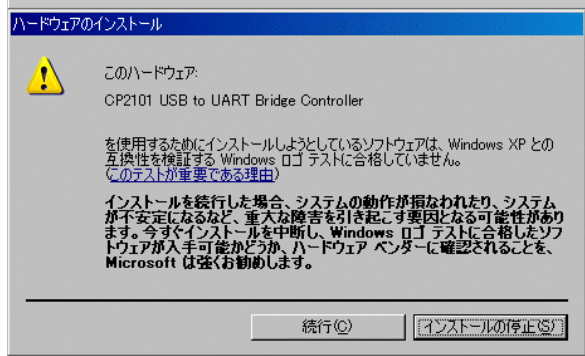 ハードウェアのインストール
このハードウェア:
CP2101 USB to UART Bridge Controller
を使用するためにインストールしようとしているソフトウェアは、Windows XP との
互換性を検証する Windows ロゴ テストに合格していません。
(このテストが重要である理由)
インストールを続行した場合、システムの動作が損なわれたり、システム
が不安定になるなど、重大な障害を引き起こす要因となる可能性があり
ます。今すぐインストールを中断し、Windows ロゴ テストに合格したソフ
トウェアが入手可能かどうか、ハードウェア ベンダーに確認されることを、
Microsoft は強くお勧めします。
続行(C)
インストールの停止(S)